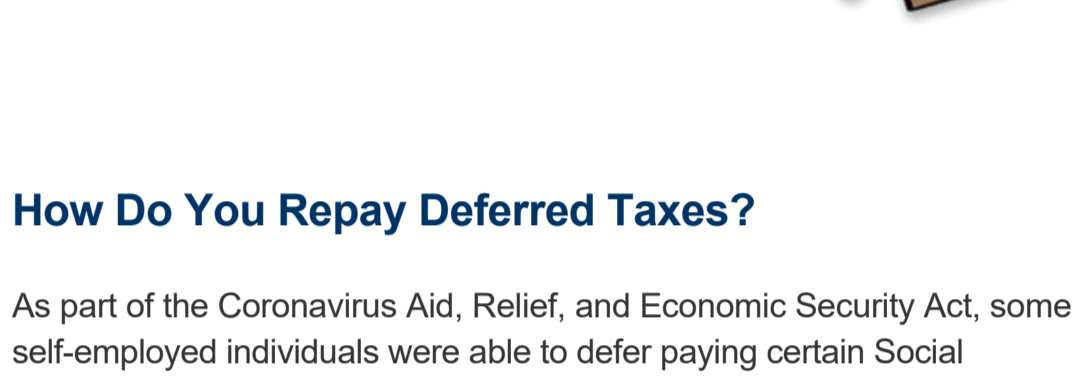 How Do You Repay Deferred Taxes?
As part of the Coronavirus Aid, Relief, and Economic Security Act, some
self-employed individuals were able to defer paying certain Social